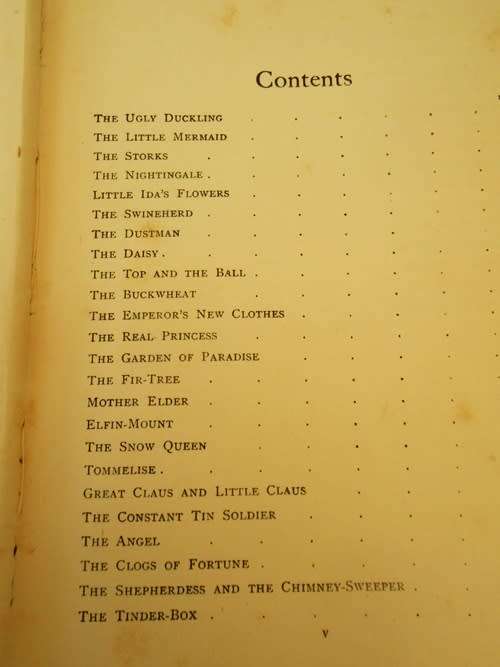 Contents
The Ugly Duckling . . . . . .
The Little Mermaid . . . . . .
The Storks . . . . . . .
The Nightingale . . . . . . .
Little Ida's Flowers . . . . . .
The Swineherd . . . . . . .
The Dustman . . . . .
The Daisy . . . . . . .
The Top and the Ball . . . . . .
The Buckwheat . . . . .
The Emperor's New Clothes . . . . .
The Real Princess . . . . . .
The Garden of Paradise . . . . .
The Fir-Tree . . . . . .
Mother Elder . . . . . .
Elfin-Mount . . . . . .
The Snow Queen . . . . .
Tommelise . . . . . . .
Great Claus and Little Claus . . .
The Constant Tin Soldier . . . .
The Angel . . . . . .
The Clogs of Fortune . . . . .
The Shepherdess and the Chimney-Sweeper . .
The Tinder-Box . . . . . .
v